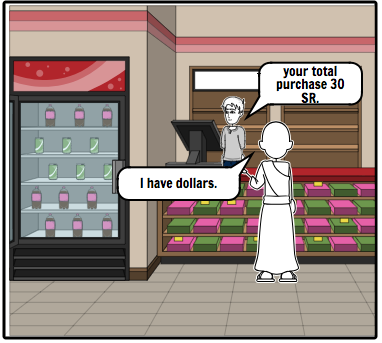 your total
purchase 30
SR.
I have dollars.